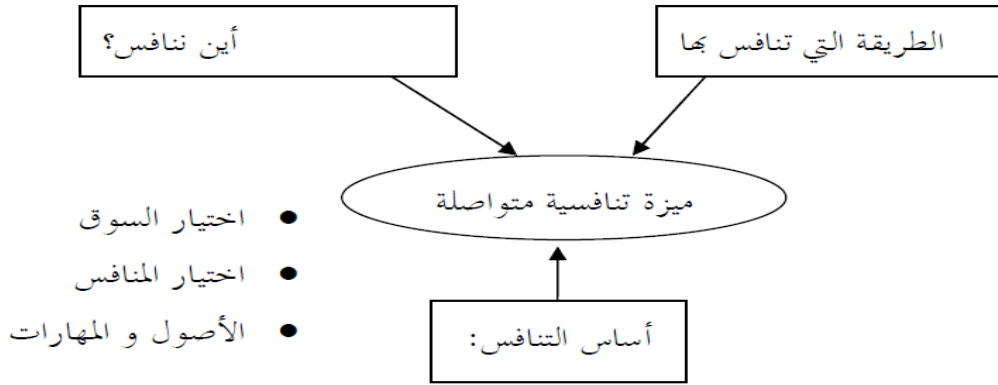 الطريقة التي تنافس بها
أين ننافس؟
ميزة تنافسية متواصلة
اختيار السوق
اختيار المنافس
الأصول و المهارات
أساس التنافس: